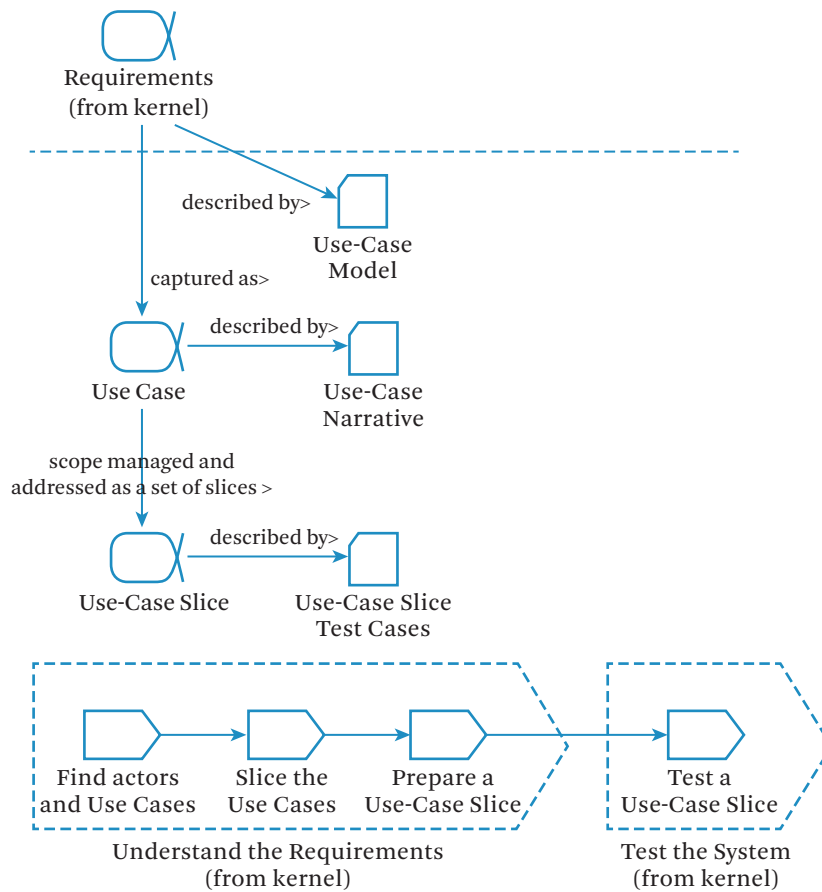 Requirements
(from kernel)
described by>
Use-Case
Model
captured as>
described by>
Use Case
Use-Case
Narrative
scope managed and
addressed as a set of slices >
described by>
Use-Case Slice
Use-Case Slice
Test Cases
Find actors
and Use Cases
Slice the
Use Cases
Prepare a
Use-Case Slice
Test a
Use-Case Slice
Understand the Requirements
(from kernel)
Test the System
(from kernel)